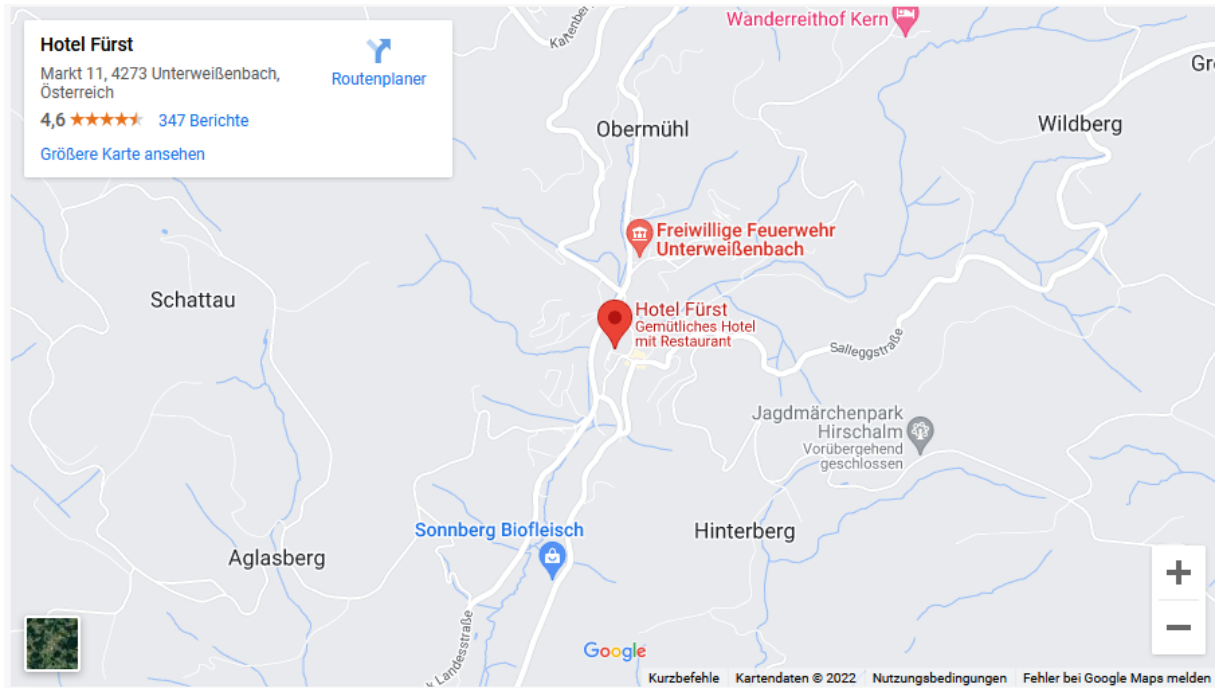 Hotel Fürst
Markt 11, 4273 Unterweißenbach,
Österreich
4,6
347 Berichte
Größere Karte ansehen
Routenplaner
Kartenber
Wanderreithof Kern
Gr
Obermühl
Wildberg
Freiwillige Feuerwehr
Unterweißenbach
Schattau
Hotel Fürst
Gemütliches Hotel
mit Restaurant
Salleggstraße
Jagdmärchenpark
Hirschalm
Vorübergehend
geschlossen
Sonnberg Biofleisch
Hinterberg
Aglasberg
k Landesstraße
Google
Kurzbefehle
Kartendaten © 2022
Nutzungsbedingungen
Fehler bei Google Maps melden